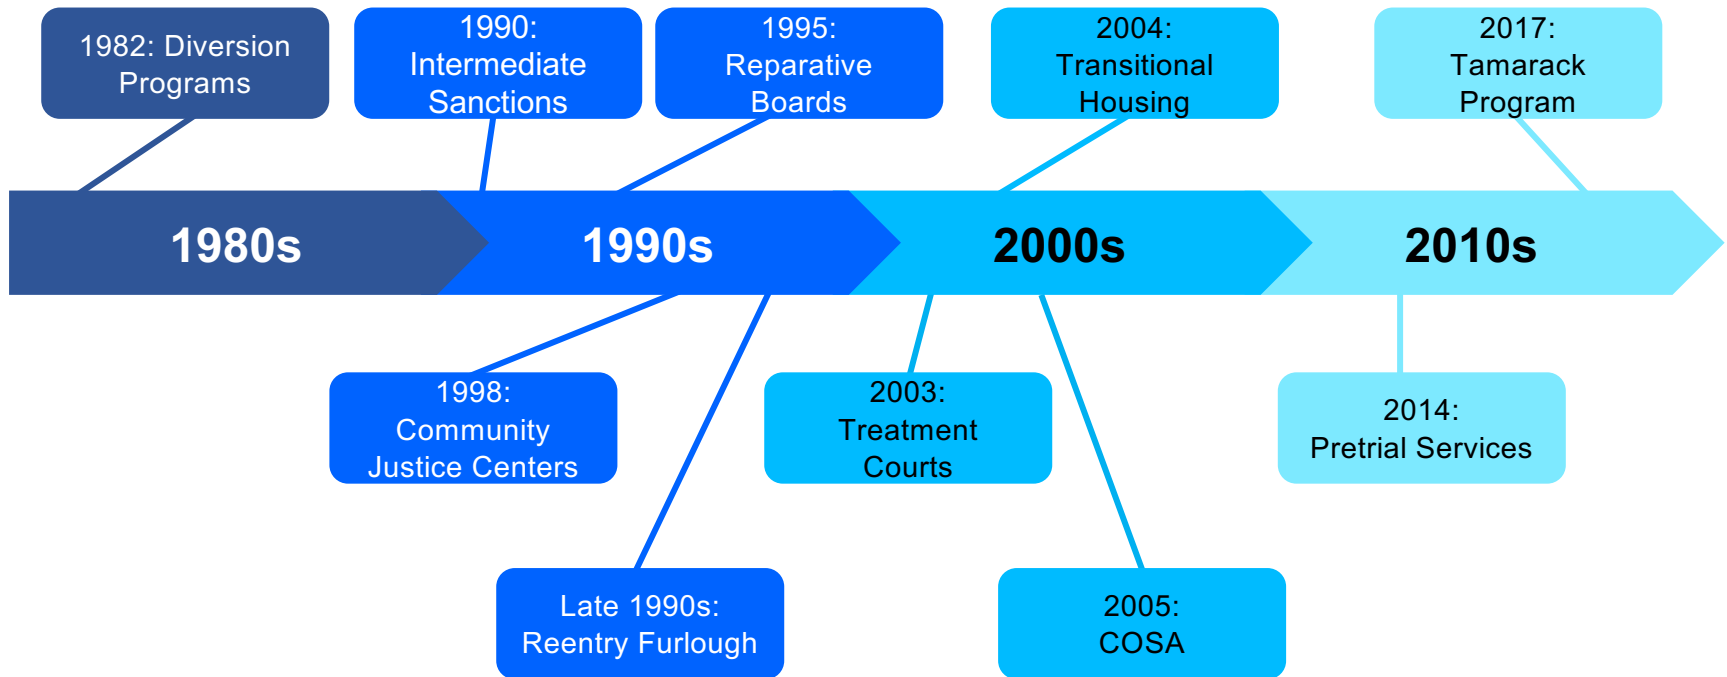 1982: Diversion
Programs
1990:
Intermediate
Sanctions
1995:
Reparative
Boards
2004:
Transitional
Housing
2017:
Tamarack
Program
1980s
1990s
2000s
2010s
1998:
Community
Justice Centers
2003:
Treatment
Courts
2014:
Pretrial Services
Late 1990s:
Reentry Furlough
2005:
COSA